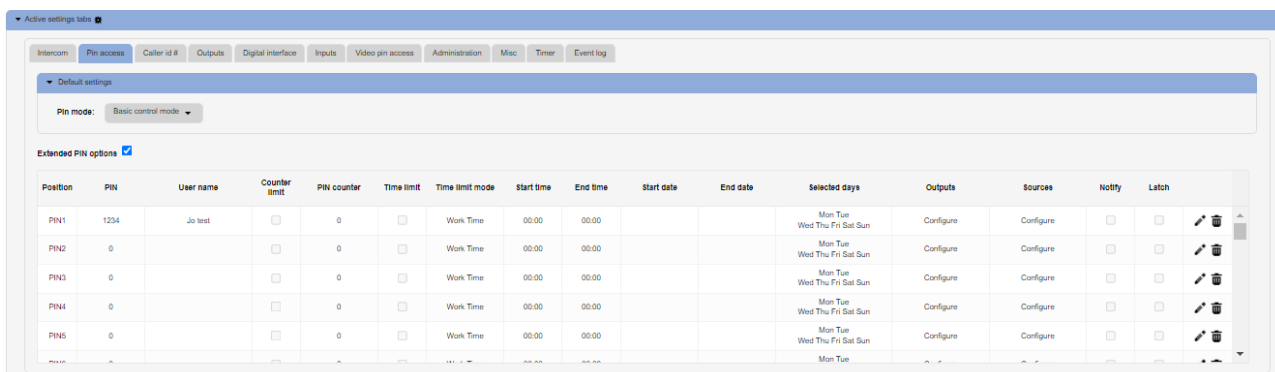 Active settings tabs
Intercom Pin access Caller id # Outputs Digital interface Inputs Video pin access Administration Misc Timer Event log
Default settings
Pin mode: Basic control mode
Extended PIN options
Position PIN User name Counter limit PIN counter Time limit Time limit mode Start time End time Start date End date Selected days Outputs Sources Notify Latch
PIN1 1234 Jo test 0 Work Time 00:00 00:00 Mon Tue Wed Thu Fri Sat Sun Configure Configure
PIN2 0 0 Work Time 00:00 00:00 Mon Tue Wed Thu Fri Sat Sun Configure Configure
PIN3 0 0 Work Time 00:00 00:00 Mon Tue Wed Thu Fri Sat Sun Configure Configure
PIN4 0 0 Work Time 00:00 00:00 Mon Tue Wed Thu Fri Sat Sun Configure Configure
PIN5 0 0 Work Time 00:00 00:00 Mon Tue Wed Thu Fri Sat Sun Configure Configure
Mon Tue